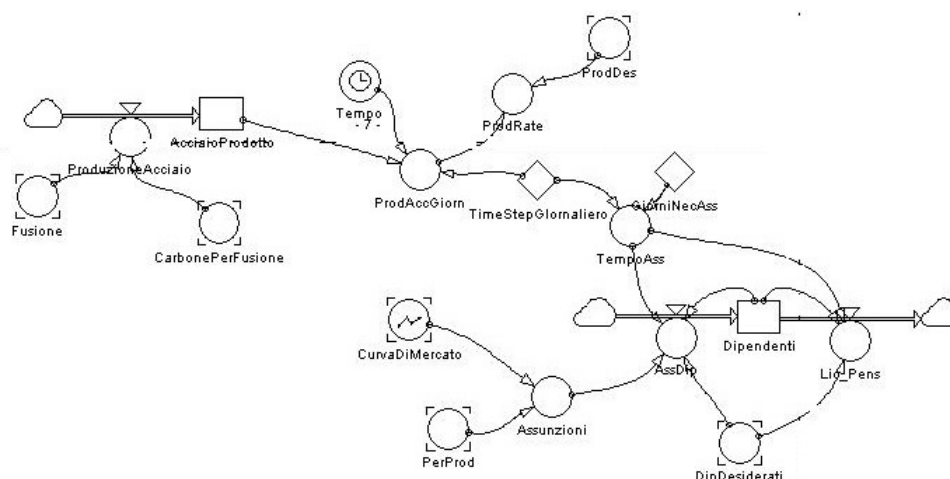 ProdDes
Tempo
- 7 -
ProdRate
AcciaioProdotto
ProduzioneAcciaio
ProdAccGiorn
TimeStepGiornaliero
GiorniNecAss
Fusione
CarbonePerFusione
TempoAss
CurvaDiMercato
AssDip
Dipendenti
Lic_Pens
Assunzioni
PerProd
DipDesiderati